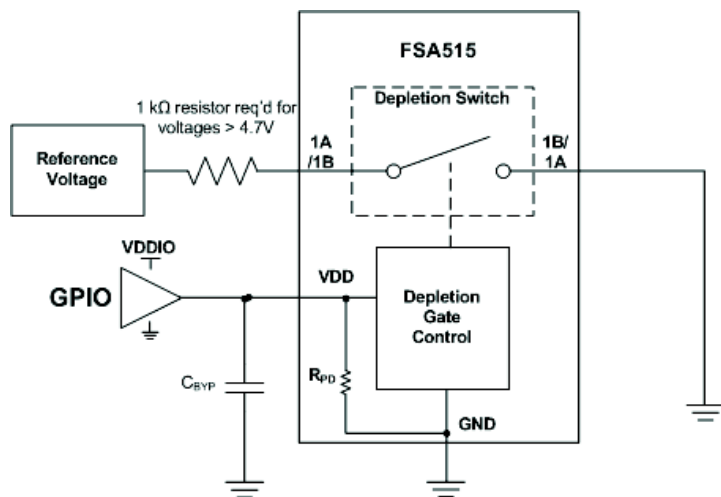 FSA515
1 kΩ resistor req'd for
voltages > 4.7V
Depletion Switch
Reference
Voltage
1A
/1B
1B/
1A
VDDIO
GPIO
VDD
Depletion
Gate
Control
CBYP
RPD
GND